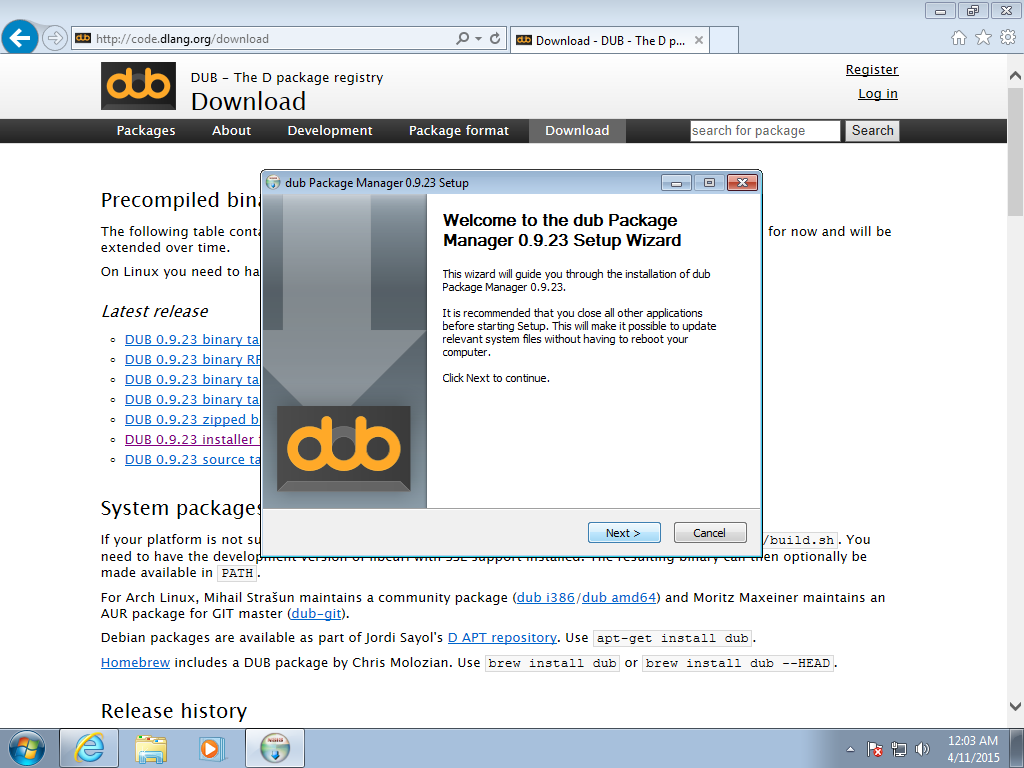 http://code.dlang.org/download
dub Download - DUB - The D p...
dub
DUB - The D package registry
Download
Register
Log in
Packages About Development Package format Download search for package Search
Precompiled bina
The following table conta
for now and will be
extended over time.
On Linux you need to ha
Latest release
DUB 0.9.23 binary ta
DUB 0.9.23 binary RP
DUB 0.9.23 binary ta
DUB 0.9.23 binary ta
DUB 0.9.23 zipped b
DUB 0.9.23 installer
DUB 0.9.23 source ta
dub Package Manager 0.9.23 Setup
Welcome to the dub Package
Manager 0.9.23 Setup Wizard
This wizard will guide you through the installation of dub
Package Manager 0.9.23.
It is recommended that you close all other applications
before starting Setup. This will make it possible to update
relevant system files without having to reboot your
computer.
Click Next to continue.
dub
Next > Cancel
System packages
If your platform is not su
/build.sh. You
need to have the development version of libcurl with SSL support installed. The resulting binary can then optionally be
made available in PATH.
For Arch Linux, Mihail Strašun maintains a community package (dub i386/dub amd64) and Moritz Maxeiner maintains an
AUR package for GIT master (dub-git).
Debian packages are available as part of Jordi Sayol's D APT repository. Use apt-get install dub.
Homebrew includes a DUB package by Chris Molozian. Use brew install dub or brew install dub --HEAD.
Release history
12:03 AM
4/11/2015